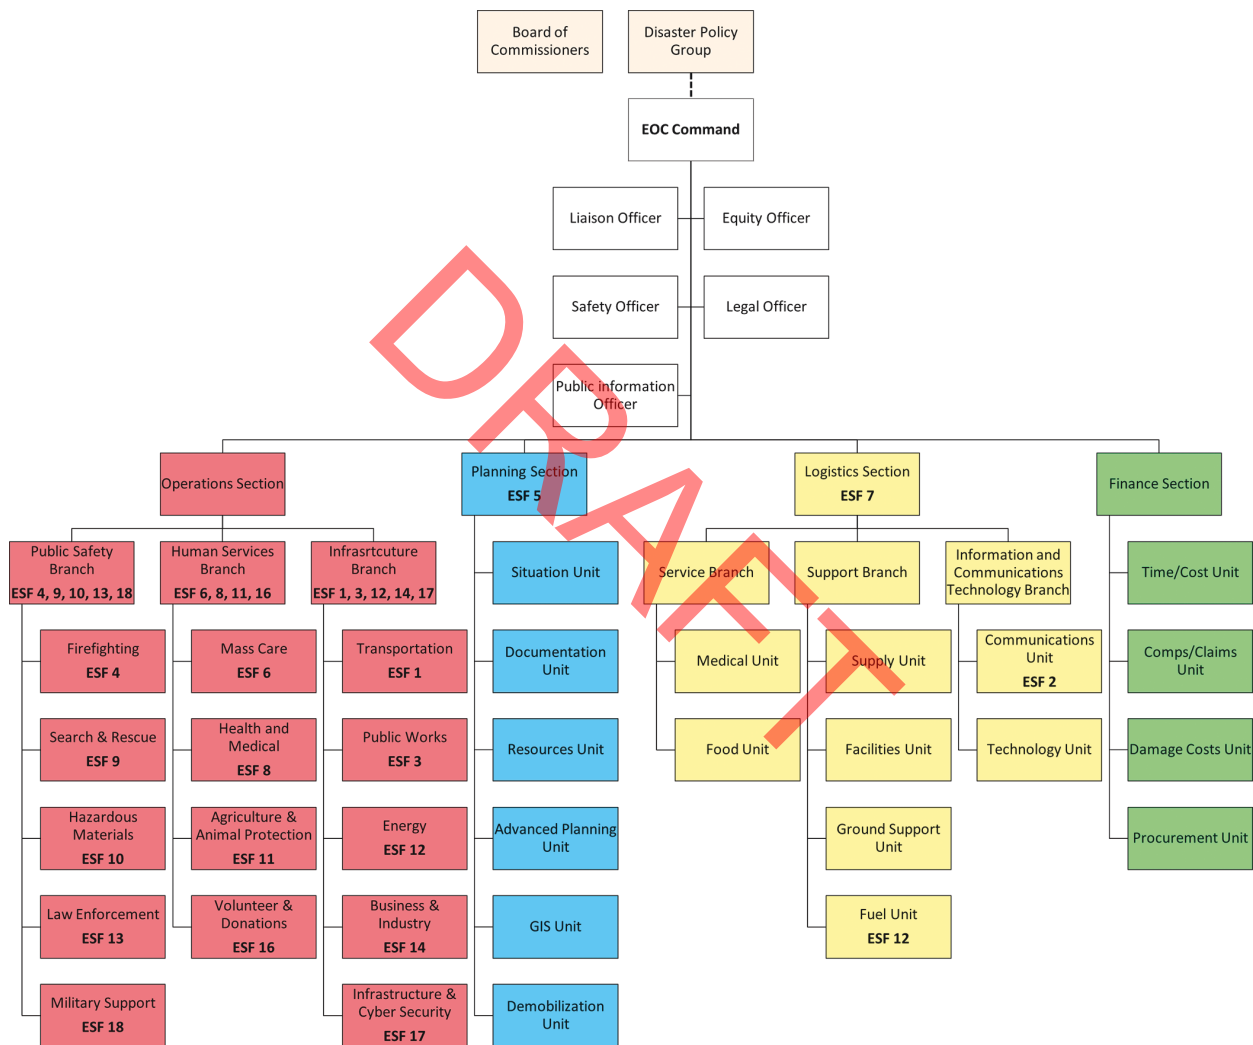 Board of
Commissioners
Disaster Policy
Group
EOC Command
Liaison Officer
Equity Officer
Safety Officer
Legal Officer
Public information
Officer
DRAFT
Operations Section
Planning Section
ESF 5
Logistics Section
ESF 7
Finance Section
Public Safety
Branch
ESF 4, 9, 10, 13, 18
Human Services
Branch
ESF 6, 8, 11, 16
Infrasrtcuture
Branch
ESF 1, 3, 12, 14, 17
Situation Unit
Service Branch
Support Branch
Information and
Communications
Technology Branch
Time/Cost Unit
Firefighting
ESF 4
Mass Care
ESF 6
Transportation
ESF 1
Documentation
Unit
Medical Unit
Supply Unit
Communications
Unit
ESF 2
Comps/Claims
Unit
Search & Rescue
ESF 9
Health and
Medical
ESF 8
Public Works
ESF 3
Resources Unit
Food Unit
Facilities Unit
Technology Unit
Damage Costs Unit
Hazardous
Materials
ESF 10
Agriculture &
Animal Protection
ESF 11
Energy
ESF 12
Advanced Planning
Unit
Ground Support
Unit
Procurement Unit
Law Enforcement
ESF 13
Volunteer &
Donations
ESF 16
Business &
Industry
ESF 14
GIS Unit
Fuel Unit
ESF 12
Military Support
ESF 18
Infrastructure &
Cyber Security
ESF 17
Demobilization
Unit